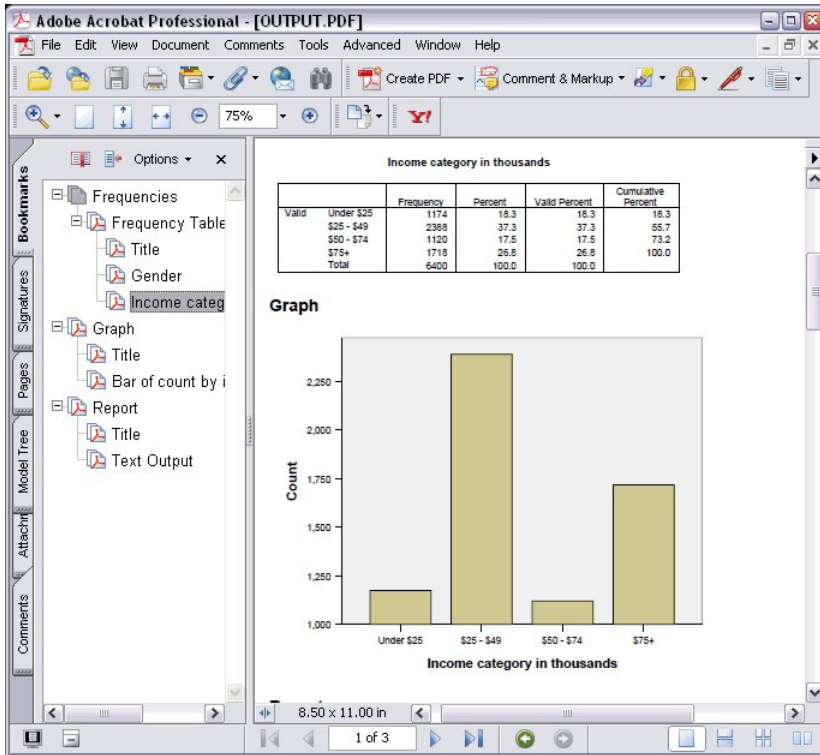 Adobe Acrobat Professional - [OUTPUT.PDF]
File Edit View Document Comments Tools Advanced Window Help
Create PDF Comment & Markup
75% Y!
Bookmarks
Signatures
Pages
Model Tree
Attachn
Comments
Options x
Frequencies
Frequency Table
Title
Gender
Income categ
Graph
Title
Bar of count by i
Report
Title
Text Output
Income category in thousands
Frequency Percent Valid Percent Cumulative Percent
Valid Under $25 1174 18.3 18.3 18.3
$25 - $49 2388 37.3 37.3 55.7
$50 - $74 1120 17.5 17.5 73.2
$75+ 1718 26.8 26.8 100.0
Total 6400 100.0 100.0
Graph
Count
2,250
2,000
1,750
1,500
1,250
1,000
Under $25 $25 - $49 $50 - $74 $75+
Income category in thousands
8.50 x 11.00 in
1 of 3